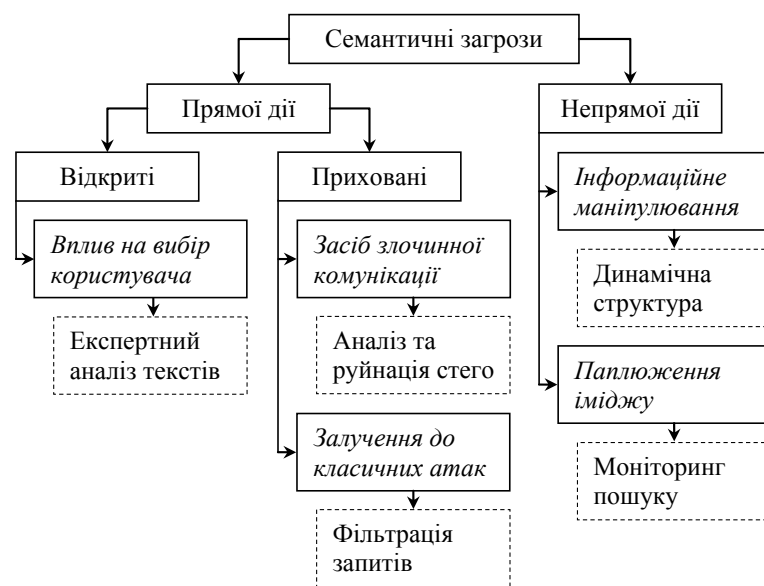 Семантичні загрози
Прямої дії
Непрямої дії
Відкриті
Приховані
Вплив на вибір
користувача
Експертний
аналіз текстів
Засіб злочинної
комунікації
Аналіз та
руйнація стего
Залучення до
класичних атак
Фільтрація
запитів
Інформаційне
маніпулювання
Динамічна
структура
Паплюження
іміджу
Моніторинг
пошуку